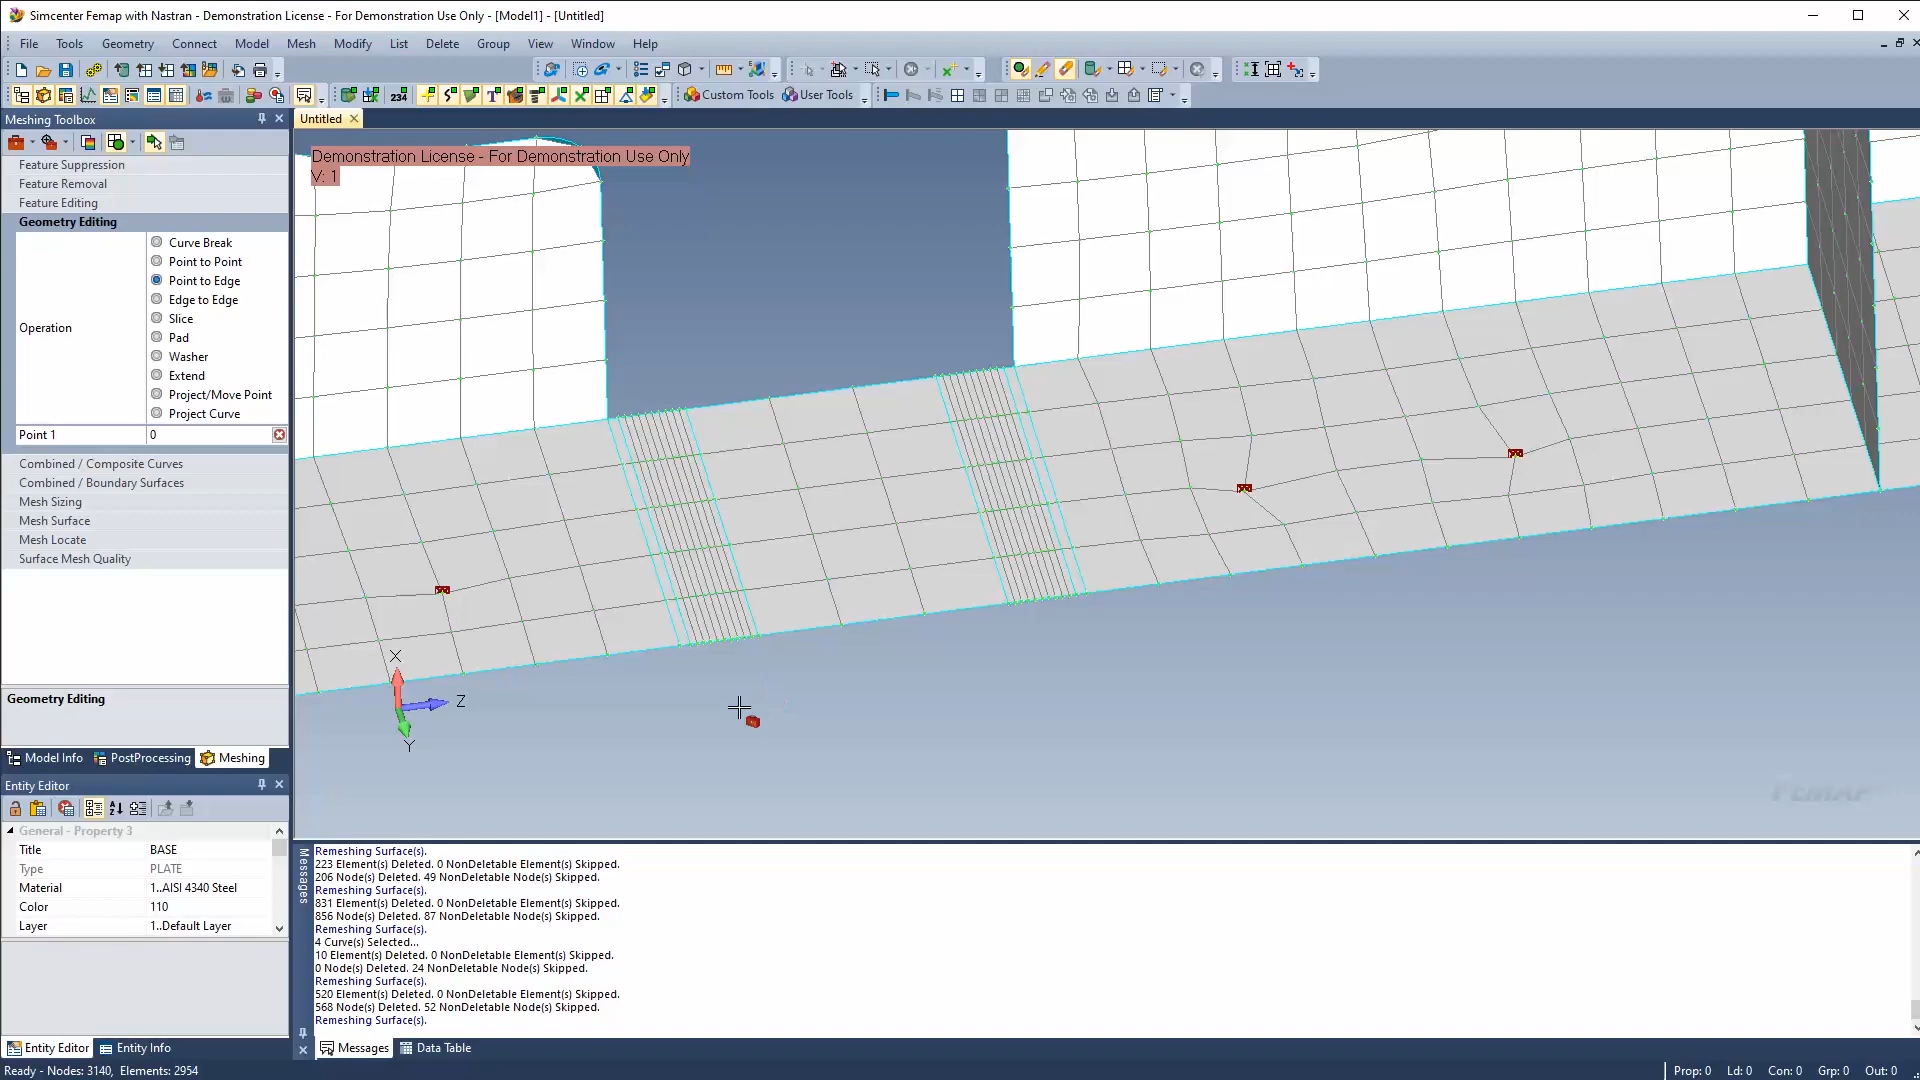 Simcenter Femap with Nastran - Demonstration License - For Demonstration Use Only - [Model1] - [Untitled]
File Tools Geometry Connect Model Mesh Modify List Delete Group View Window Help
234 Custom Tools User Tools
Meshing Toolbox
Untitled
Feature Suppression
Feature Removal
Feature Editing
Geometry Editing
Operation
Curve Break
Point to Point
Point to Edge
Edge to Edge
Slice
Pad
Washer
Extend
Project/Move Point
Project Curve
Point 1 0
Combined / Composite Curves
Combined / Boundary Surfaces
Mesh Sizing
Mesh Surface
Mesh Locate
Surface Mesh Quality
Geometry Editing
Model Info PostProcessing Meshing
Entity Editor
General - Property 3
Title BASE
Type PLATE
Material 1..AISI 4340 Steel
Color 110
Layer 1..Default Layer
Entity Editor Entity Info
Demonstration License - For Demonstration Use Only
V: 1
X
Z
Y
FEMAP
Messages
Remeshing Surface(s).
223 Element(s) Deleted. 0 NonDeletable Element(s) Skipped.
206 Node(s) Deleted. 49 NonDeletable Node(s) Skipped.
Remeshing Surface(s).
831 Element(s) Deleted. 0 NonDeletable Element(s) Skipped.
856 Node(s) Deleted. 87 NonDeletable Node(s) Skipped.
Remeshing Surface(s).
4 Curve(s) Selected...
10 Element(s) Deleted. 0 NonDeletable Element(s) Skipped.
0 Node(s) Deleted. 24 NonDeletable Node(s) Skipped.
Remeshing Surface(s).
520 Element(s) Deleted. 0 NonDeletable Element(s) Skipped.
568 Node(s) Deleted. 52 NonDeletable Node(s) Skipped.
Remeshing Surface(s).
Messages Data Table
Ready - Nodes: 3140, Elements: 2954
Prop: 0 Ld: 0 Con: 0 Grp: 0 Out: 0